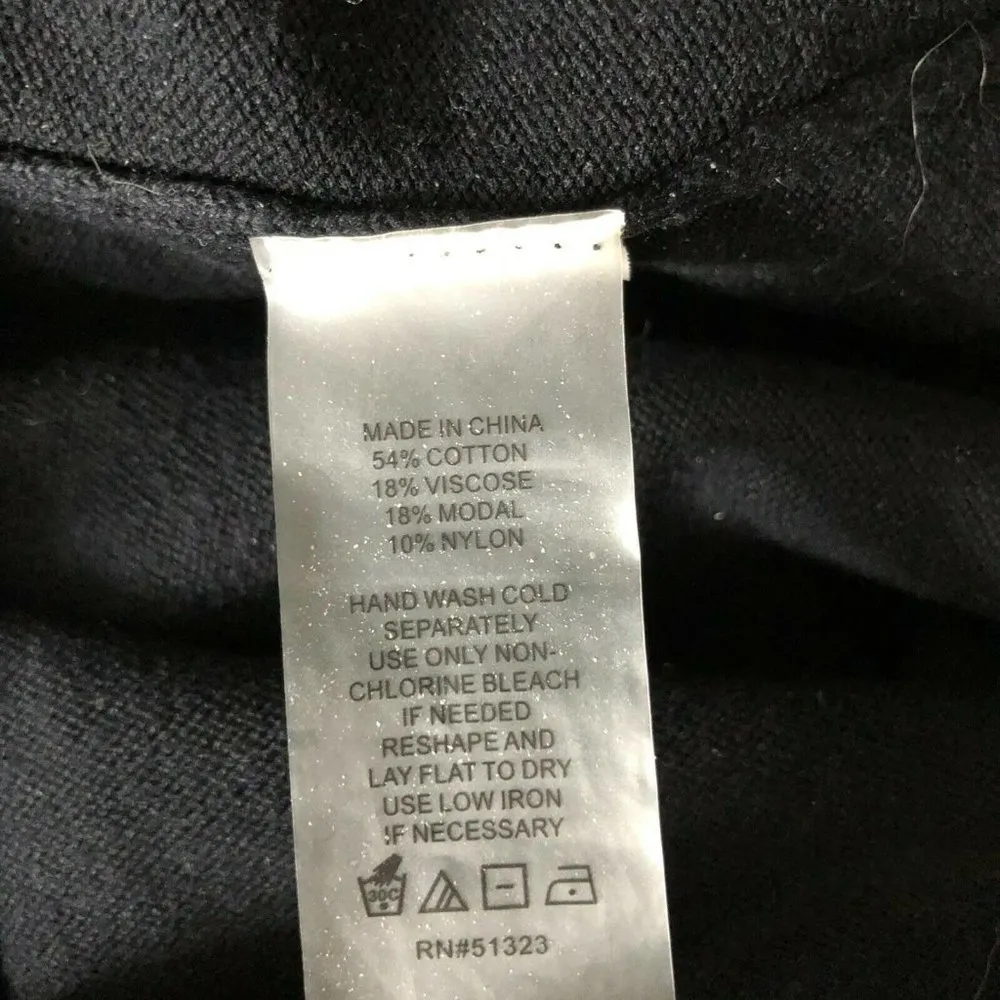 MADE IN CHINA
54% COTTON
18% VISCOSE
18% MODAL
10% NYLON
HAND WASH COLD
SEPARATELY
USE ONLY NON-
CHLORINE BLEACH
IF NEEDED
RESHAPE AND
LAY FLAT TO DRY
USE LOW IRON
IF NECESSARY
30C
RN#51323